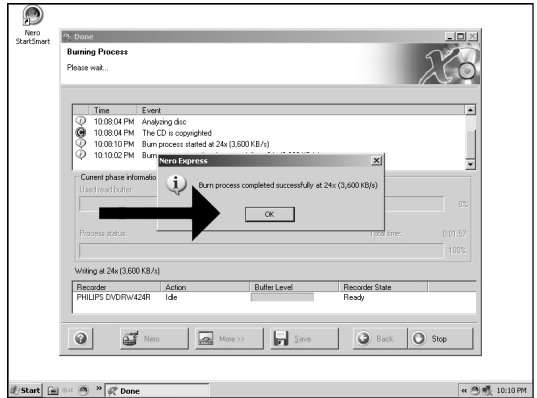 Nero
StartSmart
Done
Burning Process
Please wait...
Time Event
10:08:04 PM Analyzing disc
10:08:04 PM The CD is copyrighted
10:08:10 PM Burn process started at 24x (3,600 KB/s)
10:10:02 PM Burn
Nero Express
Burn process completed successfully at 24x (3,600 KB/s)
OK
Current phase informatio
Used read buffer:
0%
Process status:
Total time: 0:01:57
100%
Writing at 24x (3,600 KB/s)
Recorder Action Buffer Level Recorder State
PHILIPS DVDRW424R Idle Ready
Nero More >> Save Back Stop
Start » Done « 10:10 PM